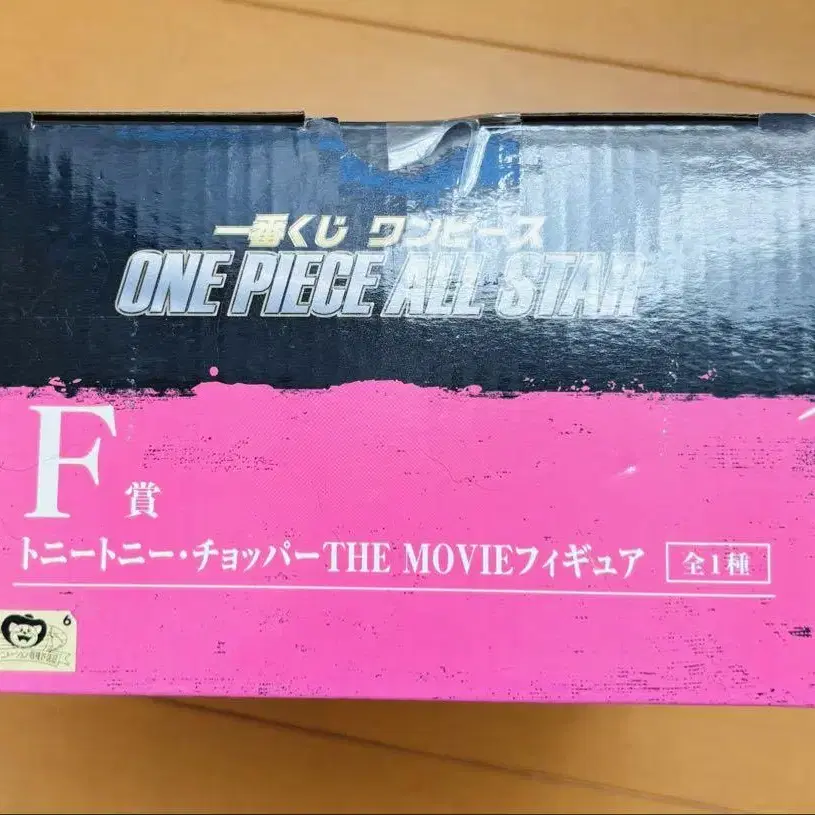 一番くじ ワンピース
ONE PIECE ALL STAR
F賞
トニートニー・チョッパーTHE MOVIEフィギュア 全1種
6